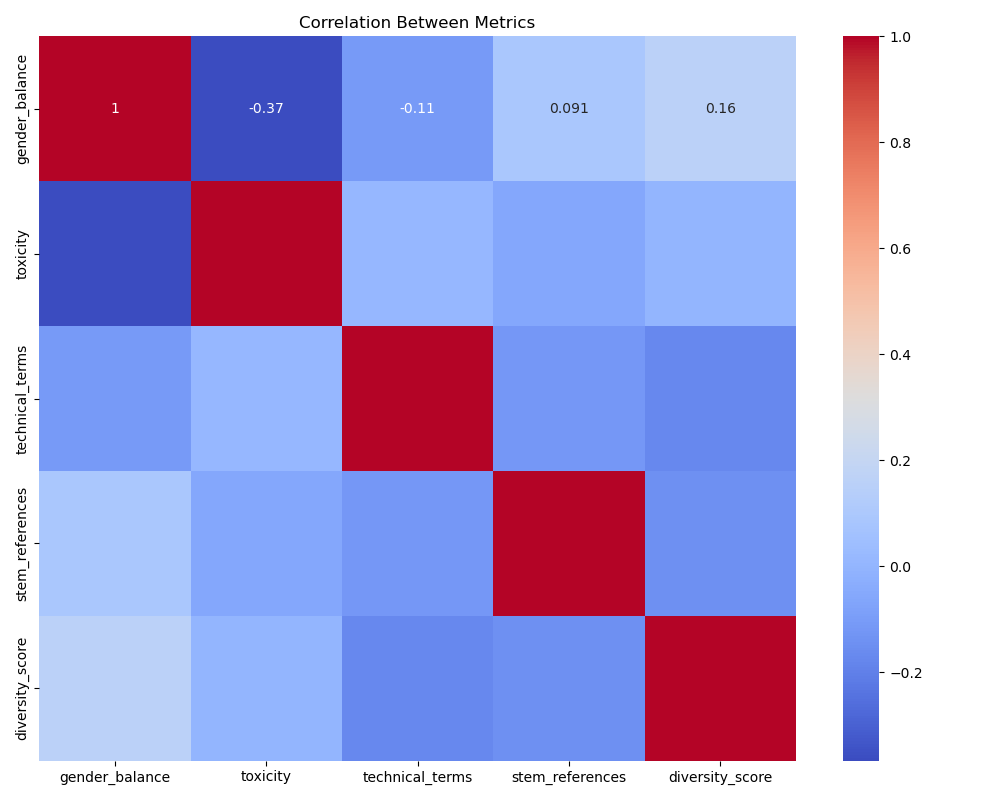 Correlation Between Metrics
gender_balance
toxicity
technical_terms
stem_references
diversity_score
1
-0.37
-0.11
0.091
0.16
gender_balance
toxicity
technical_terms
stem_references
diversity_score
1.0
0.8
0.6
0.4
0.2
0.0
−0.2